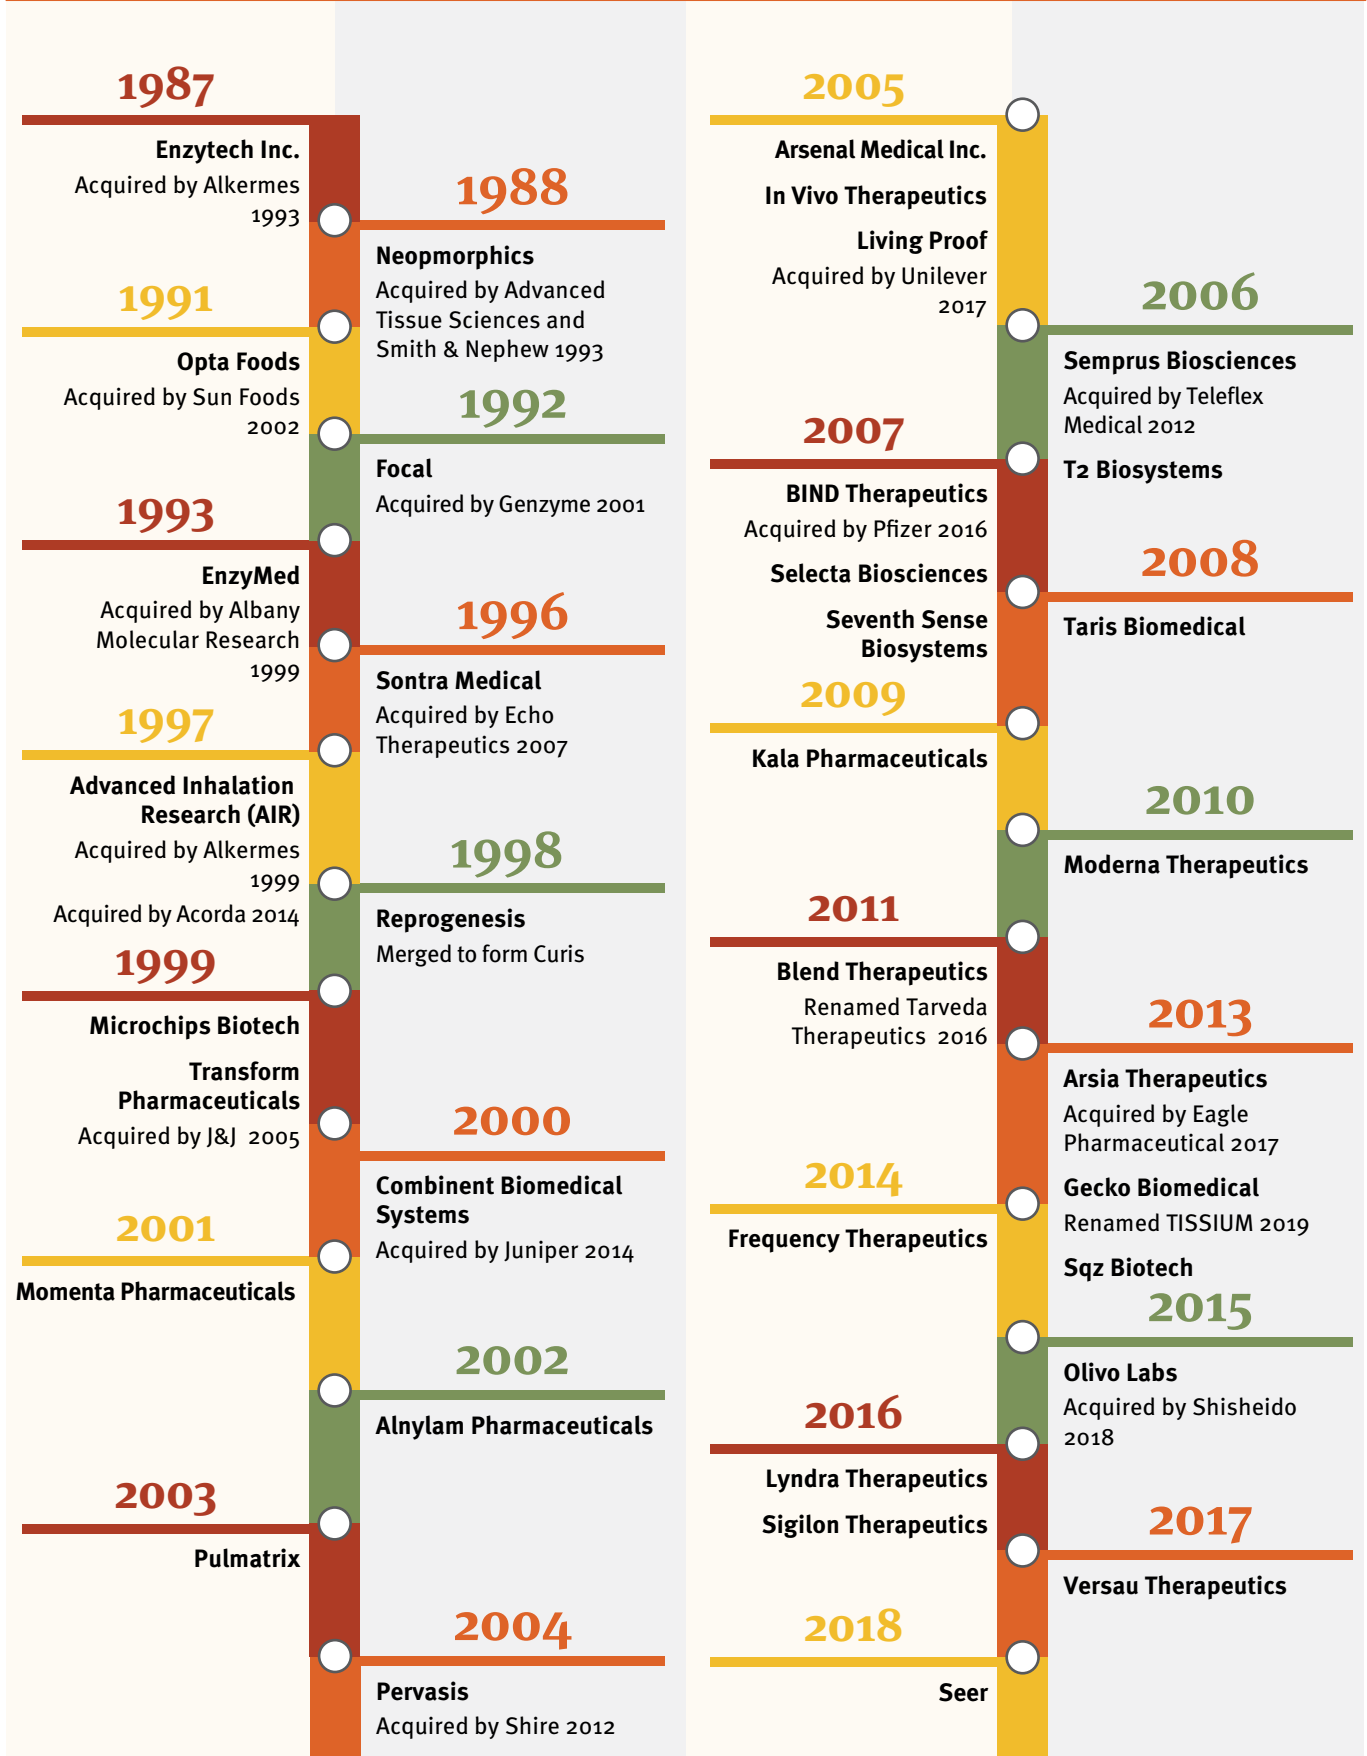 1987
Enzytech Inc.
Acquired by Alkermes
1993
1988
Neopmorphics
Acquired by Advanced
Tissue Sciences and
Smith & Nephew 1993
1991
Opta Foods
Acquired by Sun Foods
2002
1992
Focal
Acquired by Genzyme 2001
1993
EnzyMed
Acquired by Albany
Molecular Research
1999
1996
Sontra Medical
Acquired by Echo
Therapeutics 2007
1997
Advanced Inhalation
Research (AIR)
Acquired by Alkermes
1999
Acquired by Acorda 2014
1998
Reprogenesis
Merged to form Curis
1999
Microchips Biotech
Transform
Pharmaceuticals
Acquired by J&J 2005
2000
Combinent Biomedical
Systems
Acquired by Juniper 2014
2001
Momenta Pharmaceuticals
2002
Alnylam Pharmaceuticals
2003
Pulmatrix
2004
Pervasis
Acquired by Shire 2012
2005
Arsenal Medical Inc.
In Vivo Therapeutics
Living Proof
Acquired by Unilever
2017
2006
Semprus Biosciences
Acquired by Teleflex
Medical 2012
T2 Biosystems
2007
BIND Therapeutics
Acquired by Pfizer 2016
Selecta Biosciences
Seventh Sense
Biosystems
2008
Taris Biomedical
2009
Kala Pharmaceuticals
2010
Moderna Therapeutics
2011
Blend Therapeutics
Renamed Tarveda
Therapeutics 2016
2013
Arsia Therapeutics
Acquired by Eagle
Pharmaceutical 2017
Gecko Biomedical
Renamed TISSIUM 2019
Sqz Biotech
2014
Frequency Therapeutics
2015
Olivo Labs
Acquired by Shisheido
2018
2016
Lyndra Therapeutics
Sigilon Therapeutics
2017
Versau Therapeutics
2018
Seer